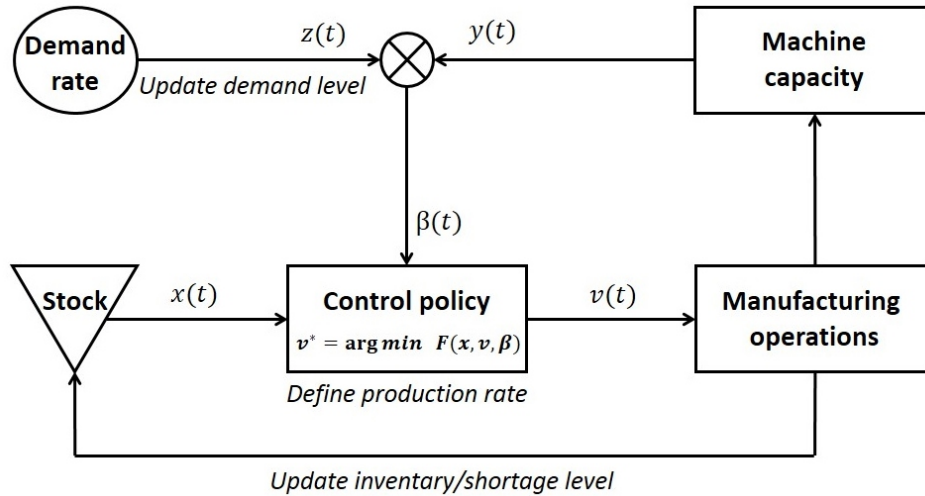 Demand
rate
z(t)
y(t)
Machine
capacity
Update demand level
β(t)
Stock
x(t)
Control policy
v* = arg min F(x, v, β)
v(t)
Manufacturing
operations
Define production rate
Update inventary/shortage level